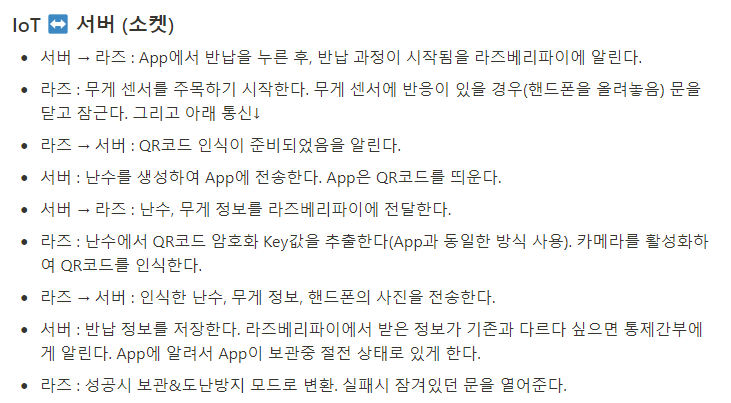 IoT ↔️ 서버 (소켓)
• 서버 → 라즈 : App에서 반납을 누른 후, 반납 과정이 시작됨을 라즈베리파이에 알린다.
• 라즈 : 무게 센서를 주목하기 시작한다. 무게 센서에 반응이 있을 경우(핸드폰을 올려놓음) 문을
닫고 잠근다. 그리고 아래 통신↓
• 라즈 → 서버 : QR코드 인식이 준비되었음을 알린다.
• 서버 : 난수를 생성하여 App에 전송한다. App은 QR코드를 띄운다.
• 서버 → 라즈 : 난수, 무게 정보를 라즈베리파이에 전달한다.
• 라즈 : 난수에서 QR코드 암호화 Key값을 추출한다(App과 동일한 방식 사용). 카메라를 활성화하
여 QR코드를 인식한다.
• 라즈 → 서버 : 인식한 난수, 무게 정보, 핸드폰의 사진을 전송한다.
• 서버 : 반납 정보를 저장한다. 라즈베리파이에서 받은 정보가 기존과 다르다 싶으면 통제간부에
게 알린다. App에 알려서 App이 보관중 절전 상태로 있게 한다.
• 라즈 : 성공시 보관&도난방지 모드로 변환. 실패시 잠겨있던 문을 열어준다.